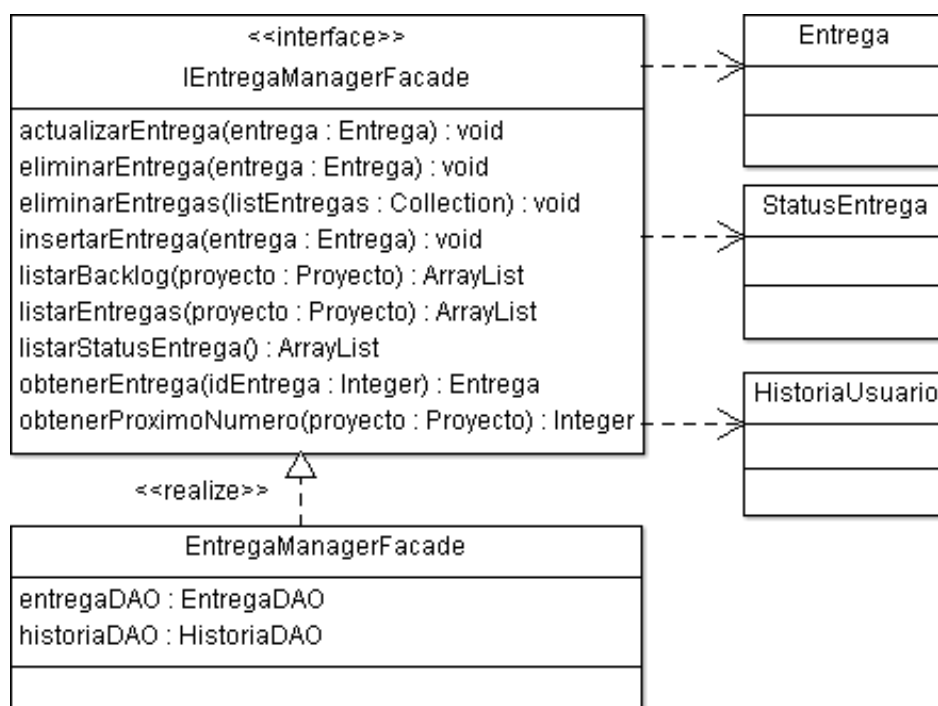 <<interface>>
IEntregaManagerFacade
actualizarEntrega(entrega : Entrega) : void
eliminarEntrega(entrega : Entrega) : void
eliminarEntregas(listEntregas : Collection) : void
insertarEntrega(entrega : Entrega) : void
listarBacklog(proyecto : Proyecto) : ArrayList
listarEntregas(proyecto : Proyecto) : ArrayList
listarStatusEntrega() : ArrayList
obtenerEntrega(idEntrega : Integer) : Entrega
obtenerProximoNumero(proyecto : Proyecto) : Integer
Entrega
StatusEntrega
HistoriaUsuario
<<realize>>
EntregaManagerFacade
entregaDAO : EntregaDAO
historiaDAO : HistoriaDAO